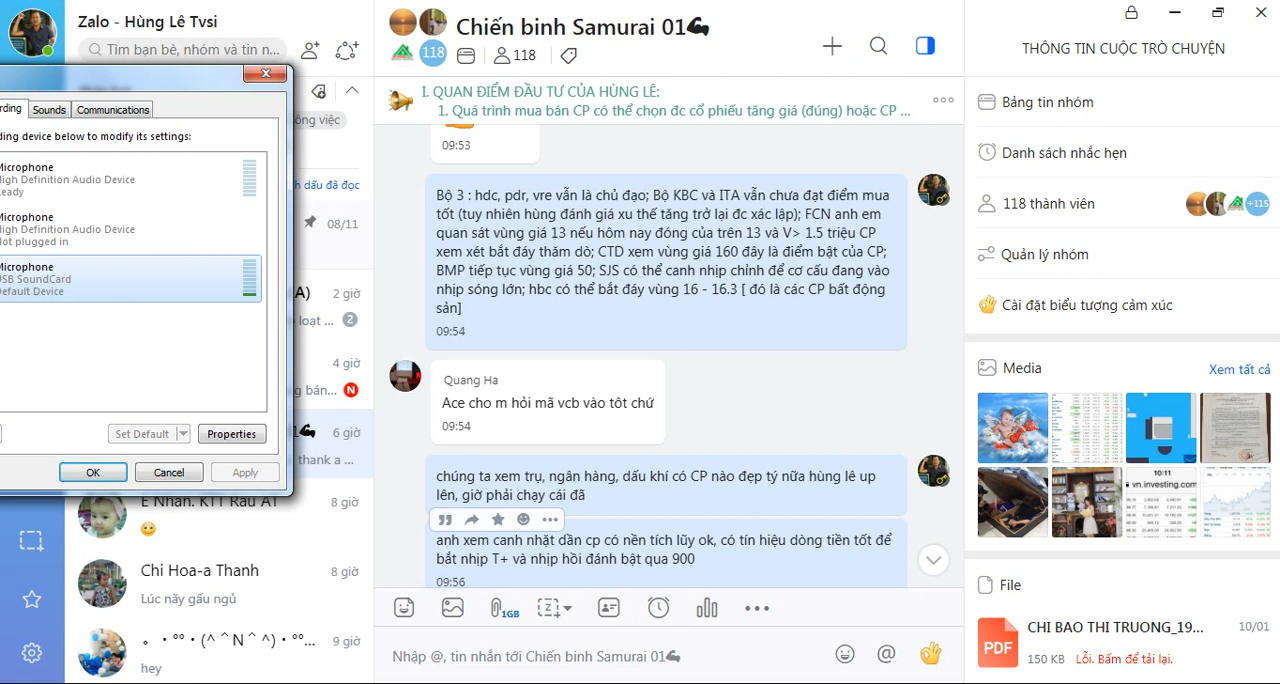 Zalo - Hùng Lê Tvsi
Tìm bạn bè, nhóm và tin n...
rding
Sounds
Communications
ding device below to modify its settings:
Microphone
High Definition Audio Device
Ready
Microphone
High Definition Audio Device
Not plugged in
Microphone
USB SoundCard
Default Device
Set Default
Properties
OK
Cancel
Apply
ông việc
h dấu đã đọc
08/11
A)
2 giờ
loạt ...
2
4 giờ
g bán...
N
6 giờ
thank a ...
E Nhàn. KTT Rau A1
8 giờ
Chi Hoa-a Thanh
8 giờ
Lúc nãy gấu ngủ
。・°°・(^ ^N^ ^)・°°...
9 giờ
hey
Chiến binh Samurai 01💪
118
118
I. QUAN ĐIỂM ĐẦU TƯ CỦA HÙNG LÊ:
1. Quá trình mua bán CP có thể chọn đc cổ phiếu tăng giá (đúng) hoặc CP ...
09:53
Bộ 3 : hdc, pdr, vre vẫn là chủ đạo; Bộ KBC và ITA vẫn chưa đạt điểm mua
tốt (tuy nhiên hùng đánh giá xu thế tăng trở lại đc xác lập); FCN anh em
quan sát vùng giá 13 nếu hôm nay đóng của trên 13 và V> 1.5 triệu CP
xem xét bắt đáy thăm dò; CTD xem vùng giá 160 đây là điểm bật của CP;
BMP tiếp tục vùng giá 50; SJS có thể canh nhịp chỉnh để cơ cấu đang vào
nhịp sóng lớn; hbc có thể bắt đáy vùng 16 - 16.3 [ đó là các CP bất động
sản]
09:54
Quang Ha
Ace cho m hỏi mã vcb vào tôt chứ
09:54
chúng ta xem trụ, ngân hàng, dấu khí có CP nào đẹp tý nữa hùng lê up
lên, giờ phải chạy cái đã
anh xem canh nhặt dần cp có nền tích lũy ok, có tín hiệu dòng tiền tốt để
bắt nhịp T+ và nhịp hồi đánh bật qua 900
09:56
1GB
Nhập @, tin nhắn tới Chiến binh Samurai 01💪
THÔNG TIN CUỘC TRÒ CHUYỆN
Bảng tin nhóm
Danh sách nhắc hẹn
118 thành viên
+115
Quản lý nhóm
Cài đặt biểu tượng cảm xúc
Media
Xem tất cả
10:11
vn.investing.com
File
PDF
CHI BAO THI TRUONG_19...
10/01
150 KB
Lỗi. Bấm để tải lại.